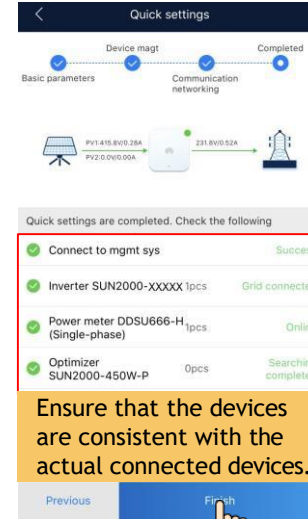 Quick settings
Device magt
Completed
Basic parameters
Communication
networking
PV1:415.8V/0.28A
231.8V/0.52A
PV2:0.0V/0.00A
Quick settings are completed. Check the following
Connect to mgmt sys
Succes
Inverter SUN2000-XXXXX 1pcs
Grid connecte
Power meter DDSU666-H 1pcs
(Single-phase)
Onli
Optimizer
SUN2000-450W-P
0pcs
Searchin
complete
Ensure that the devices
are consistent with the
actual connected devices.
Previous
Finish